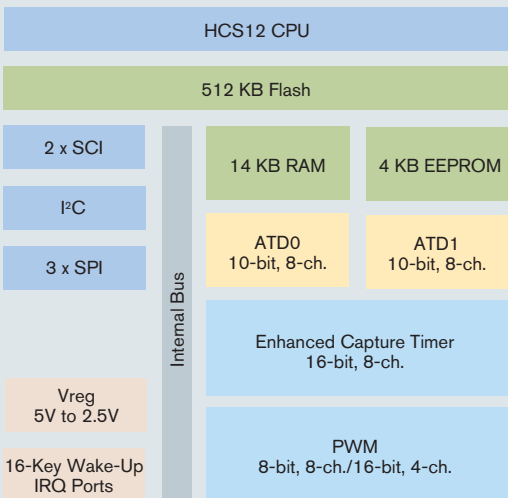 HCS12 CPU
512 KB Flash
2 x SCI
I²C
3 x SPI
Vreg
5V to 2.5V
16-Key Wake-Up
IRQ Ports
Internal Bus
14 KB RAM
4 KB EEPROM
ATD0
10-bit, 8-ch.
ATD1
10-bit, 8-ch.
Enhanced Capture Timer
16-bit, 8-ch.
PWM
8-bit, 8-ch./16-bit, 4-ch.